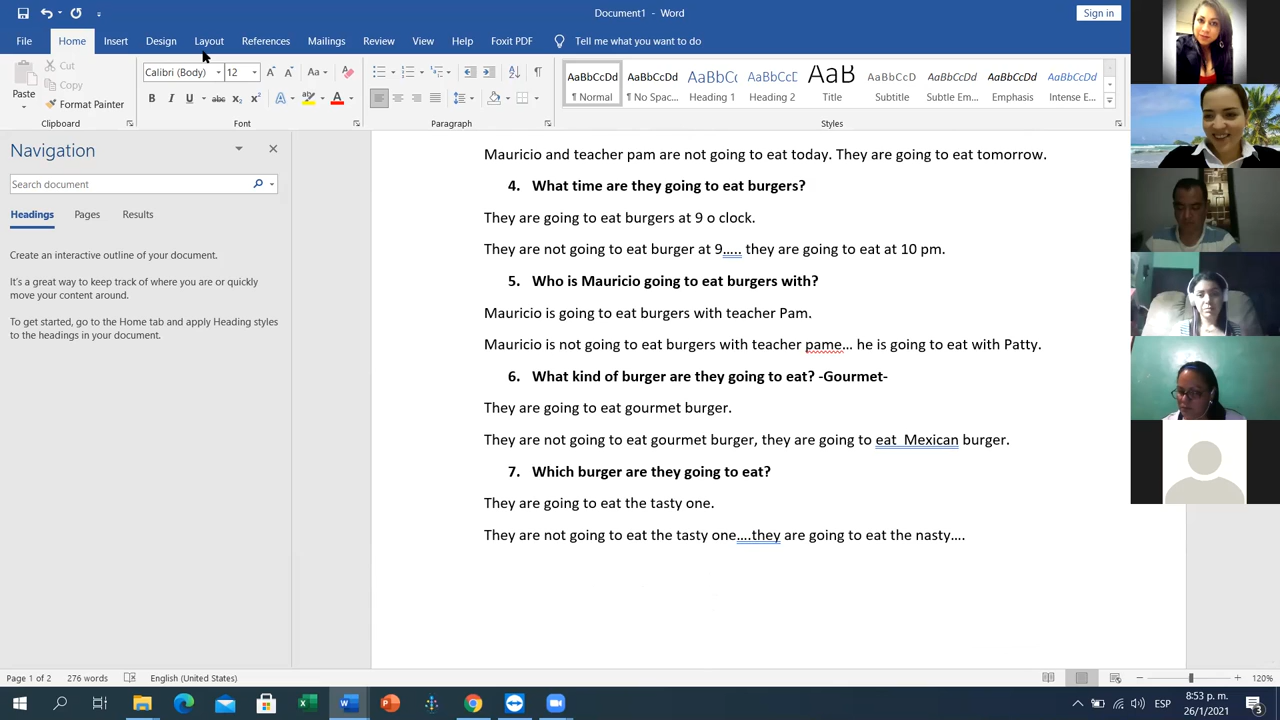 Document1 - Word
Sign in
File Home Insert Design Layout References Mailings Review View Help Foxit PDF Tell me what you want to do
Paste
Cut
Copy
Format Painter
Calibri (Body) 12
AaBbCcDd ¶ Normal
AaBbCcDd ¶ No Spac...
AaBbCc Heading 1
AaBbCcD Heading 2
AaB Title
AaBbCcD Subtitle
AaBbCcDd Subtle Em...
AaBbCcDd Emphasis
AaBbCcDd Intense E...
Clipboard Font Paragraph Styles
Navigation
Search document
Headings Pages Results
Create an interactive outline of your document.
It's a great way to keep track of where you are or quickly
move your content around.
To get started, go to the Home tab and apply Heading styles
to the headings in your document.
Mauricio and teacher pam are not going to eat today. They are going to eat tomorrow.
4. What time are they going to eat burgers?
They are going to eat burgers at 9 o clock.
They are not going to eat burger at 9..... they are going to eat at 10 pm.
5. Who is Mauricio going to eat burgers with?
Mauricio is going to eat burgers with teacher Pam.
Mauricio is not going to eat burgers with teacher pame... he is going to eat with Patty.
6. What kind of burger are they going to eat? -Gourmet-
They are going to eat gourmet burger.
They are not going to eat gourmet burger, they are going to eat  Mexican burger.
7. Which burger are they going to eat?
They are going to eat the tasty one.
They are not going to eat the tasty one....they are going to eat the nasty....
Page 1 of 2 276 words English (United States) 120%
ESP
8:53 p. m.
26/1/2021
3